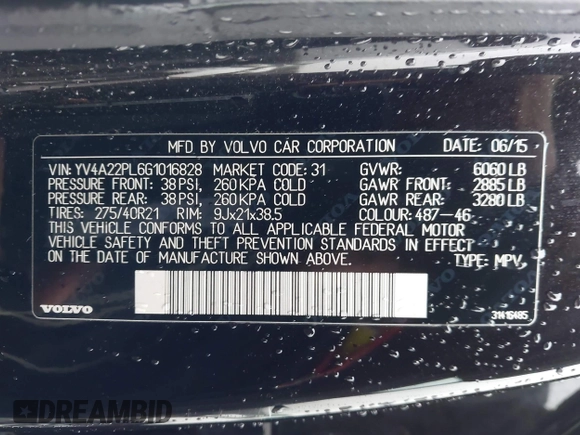 MFD BY VOLVO CAR CORPORATION DATE: 06/15
VIN: YV4A22PL6G1016828 MARKET CODE: 31 GVWR: 6060 LB
PRESSURE FRONT: 38 PSI, 260 KPA COLD GAWR FRONT: 2885 LB
PRESSURE REAR: 38 PSI, 260 KPA COLD GAWR REAR: 3280 LB
TIRES: 275/40R21 RIM: 9Jx21x38.5 COLOUR: 487-46
THIS VEHICLE CONFORMS TO ALL APPLICABLE FEDERAL MOTOR
VEHICLE SAFETY AND THEFT PREVENTION STANDARDS IN EFFECT
ON THE DATE OF MANUFACTURE SHOWN ABOVE. TYPE: MPV
VOLVO
31416485
DREAMBID